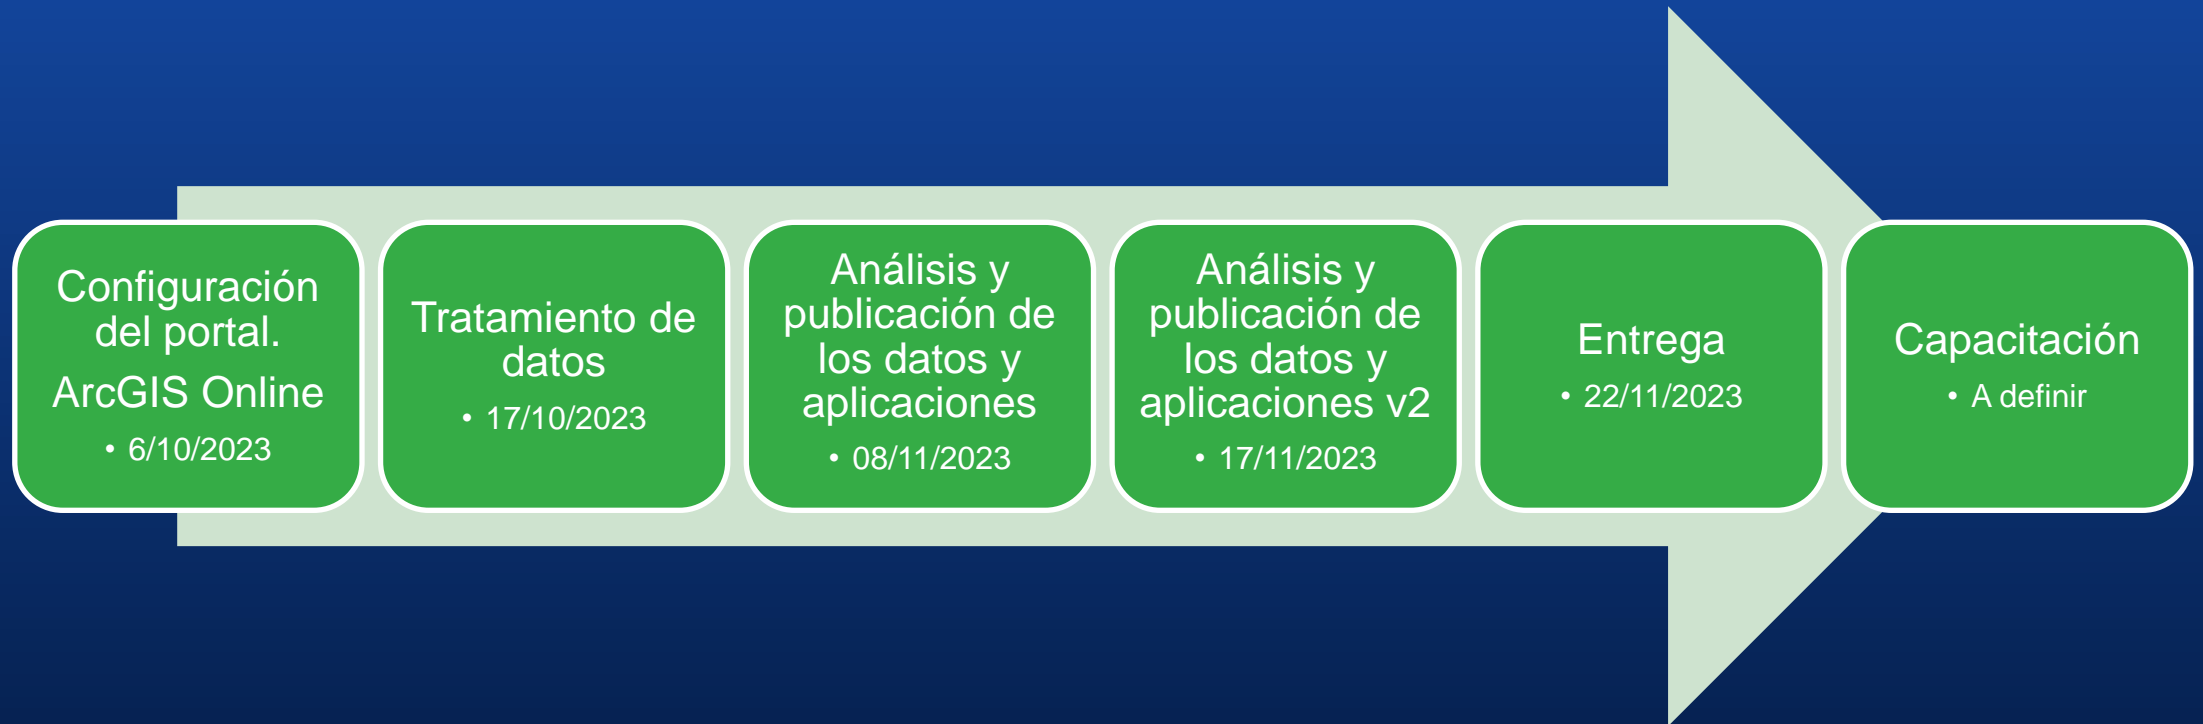 Configuración
del portal.
ArcGIS Online
• 6/10/2023
Tratamiento de
datos
• 17/10/2023
Análisis y
publicación de
los datos y
aplicaciones
• 08/11/2023
Análisis y
publicación de
los datos y
aplicaciones v2
• 17/11/2023
Entrega
• 22/11/2023
Capacitación
• A definir